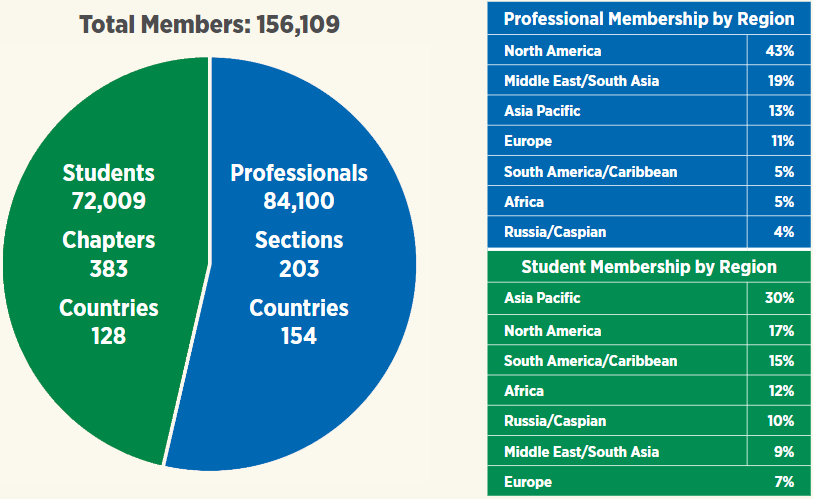 Total Members: 156,109
Students
72,009
Chapters
383
Countries
128
Professionals
84,100
Sections
203
Countries
154
Professional Membership by Region
North America 43%
Middle East/South Asia 19%
Asia Pacific 13%
Europe 11%
South America/Caribbean 5%
Africa 5%
Russia/Caspian 4%
Student Membership by Region
Asia Pacific 30%
North America 17%
South America/Caribbean 15%
Africa 12%
Russia/Caspian 10%
Middle East/South Asia 9%
Europe 7%